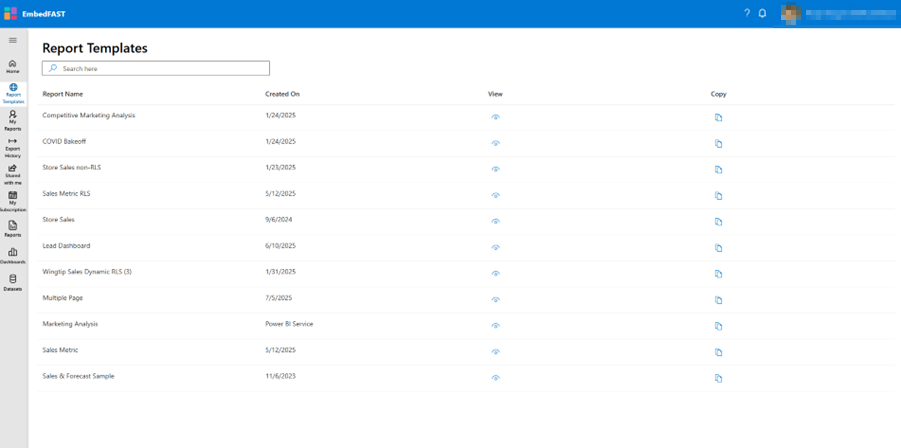 EmbedFAST
?
Report Templates
Search here
Home
Report
Templates
My
Reports
Export
History
Shared
with me
My
Subscription
Reports
Dashboards
Datasets
Report Name Created On View Copy
Competitive Marketing Analysis 1/24/2025
COVID Bakeoff 1/24/2025
Store Sales non-RLS 1/23/2025
Sales Metric RLS 5/12/2025
Store Sales 9/6/2024
Lead Dashboard 6/10/2025
Wingtip Sales Dynamic RLS (3) 1/31/2025
Multiple Page 7/5/2025
Marketing Analysis Power BI Service
Sales Metric 5/12/2025
Sales & Forecast Sample 11/6/2023